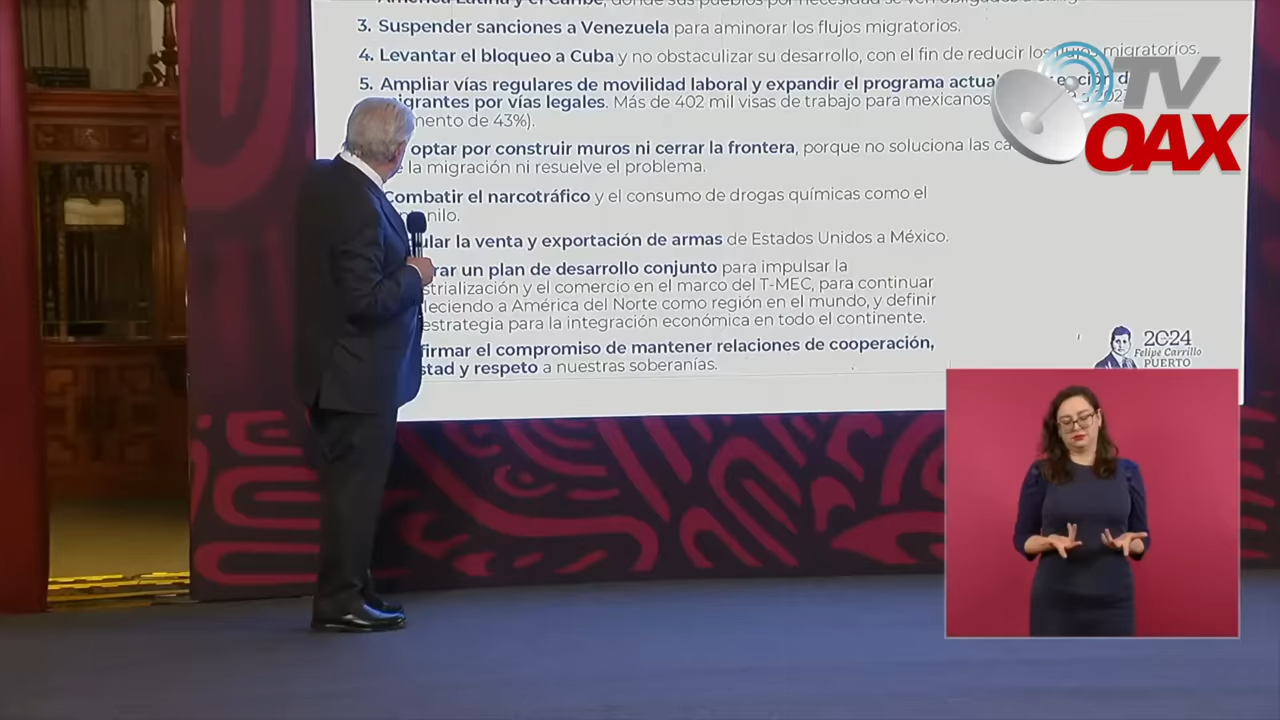 América Latina y el Caribe, donde sus pueblos por necesidad se ven obligados a
3. Suspender sanciones a Venezuela para aminorar los flujos migratorios.
4. Levantar el bloqueo a Cuba y no obstaculizar su desarrollo, con el fin de reducir los flujos migratorios.
5. Ampliar vías regulares de movilidad laboral y expandir el programa actual
migrantes por vías legales. Más de 402 mil visas de trabajo para mexicanos
mento de 43%).
optar por construir muros ni cerrar la frontera, porque no soluciona las
la migración ni resuelve el problema.
Combatir el narcotráfico y el consumo de drogas químicas como el
nilo.
ular la venta y exportación de armas de Estados Unidos a México.
rar un plan de desarrollo conjunto para impulsar la
strialización y el comercio en el marco del T-MEC, para continuar
leciendo a América del Norte como región en el mundo, y definir
estrategia para la integración económica en todo el continente.
firmar el compromiso de mantener relaciones de cooperación,
stad y respeto a nuestras soberanías.
TV
OAX
2024
Felipe Carrillo
PUERTO